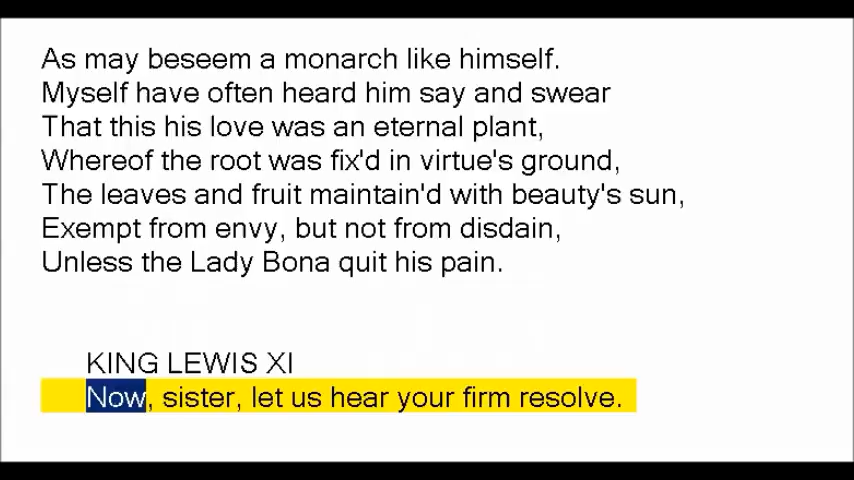 As may beseem a monarch like himself.
Myself have often heard him say and swear
That this his love was an eternal plant,
Whereof the root was fix'd in virtue's ground,
The leaves and fruit maintain'd with beauty's sun,
Exempt from envy, but not from disdain,
Unless the Lady Bona quit his pain.
KING LEWIS XI
Now, sister, let us hear your firm resolve.